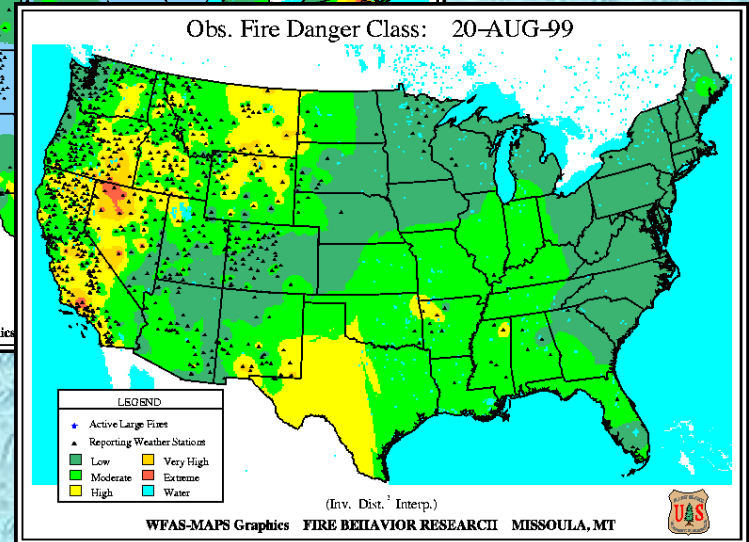 Obs. Fire Danger Class: 20-AUG-99
LEGEND
Active Large Fires
Reporting Weather Stations
Low
Very High
Moderate
Extreme
High
Water
(Inv. Dist.² Interp.)
WFAS-MAPS Graphics FIRE BEHAVIOR RESEARCH MISSOULA, MT
U S
ics